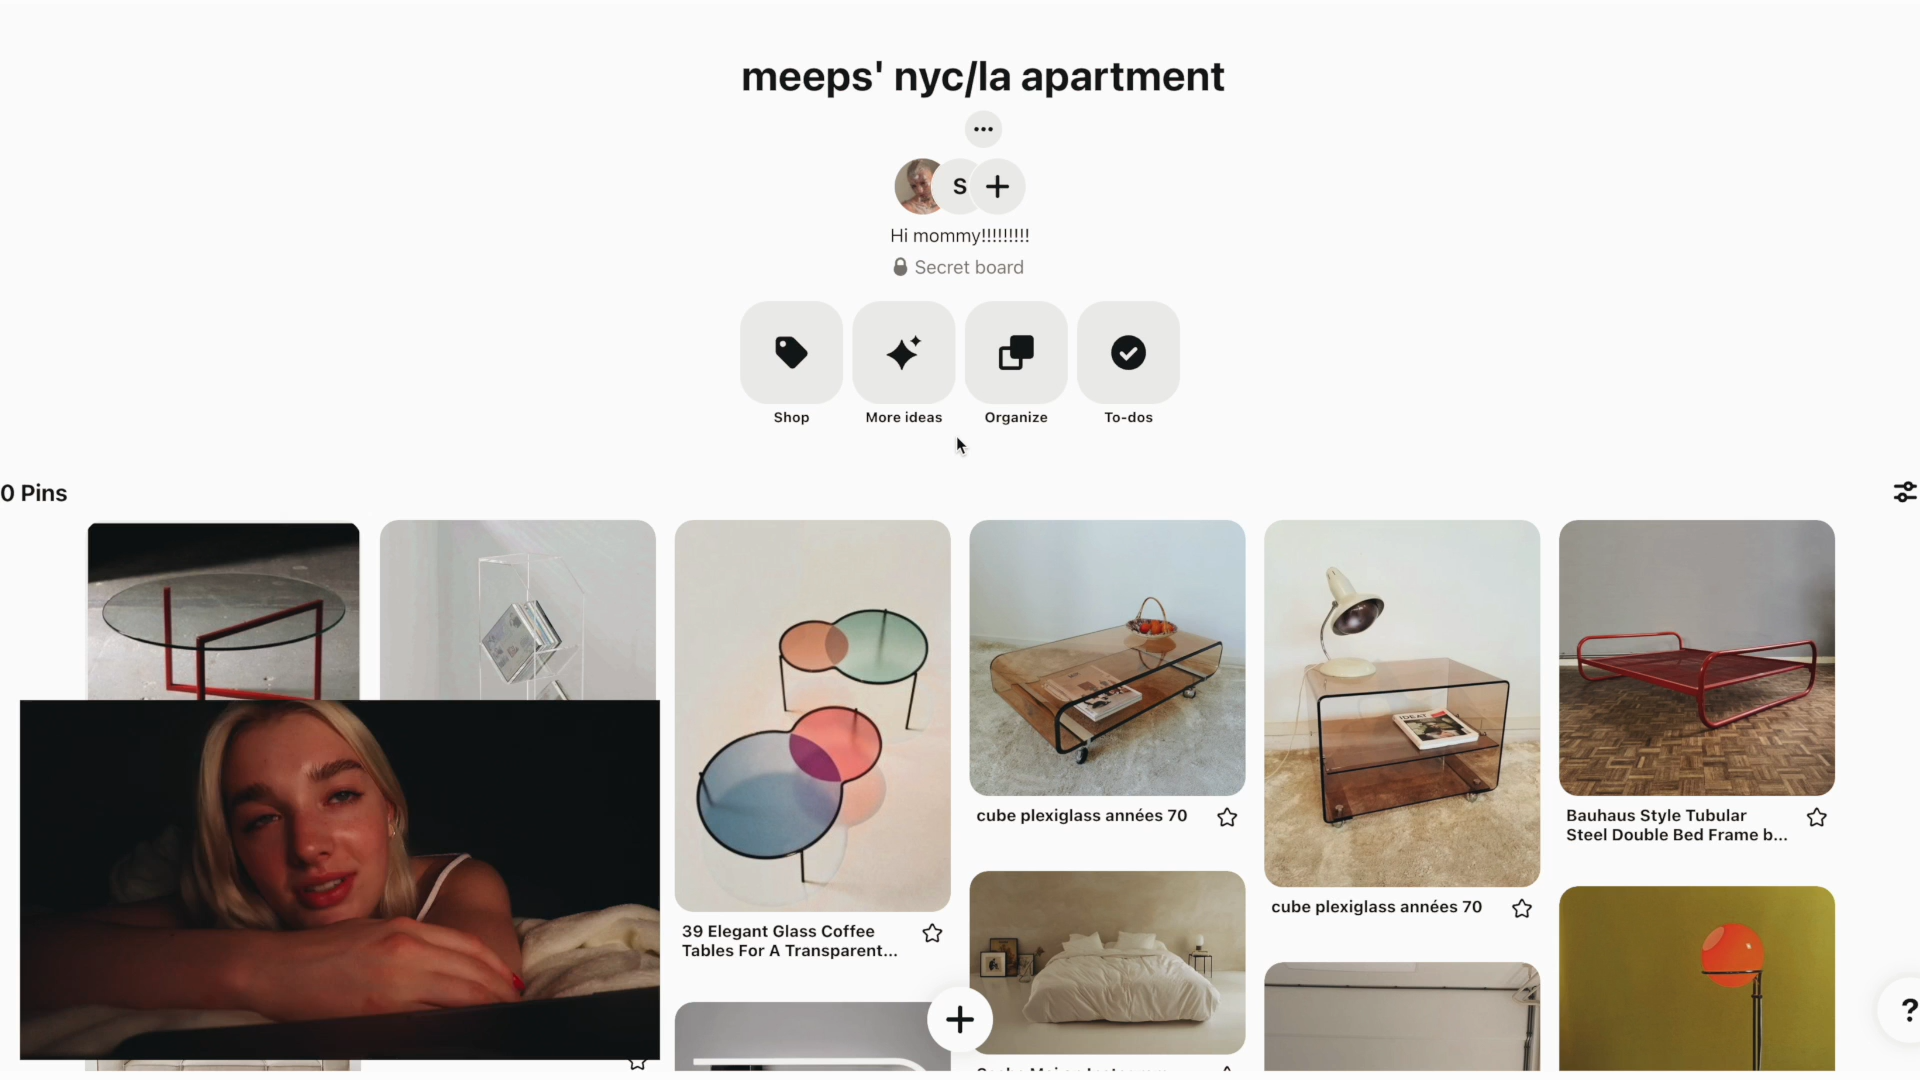 meeps' nyc/la apartment
S
Hi mommy!!!!!!!!!
Secret board
Shop
More ideas
Organize
To-dos
0 Pins
IDEAT
cube plexiglass années 70
Bauhaus Style Tubular
Steel Double Bed Frame b...
cube plexiglass années 70
39 Elegant Glass Coffee
Tables For A Transparent...
?